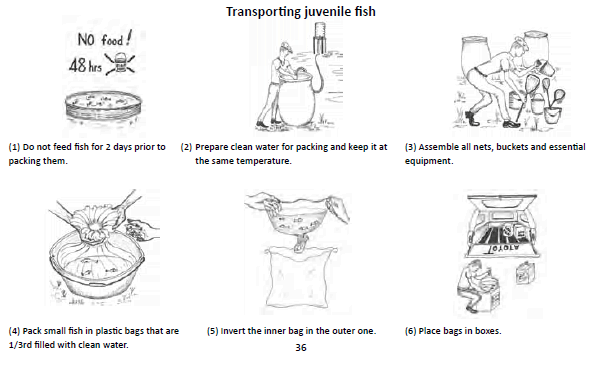 Transporting juvenile fish
NO food!
48 hrs
(1) Do not feed fish for 2 days prior to
packing them.
(2) Prepare clean water for packing and keep it at
the same temperature.
(3) Assemble all nets, buckets and essential
equipment.
TOYOTA
(4) Pack small fish in plastic bags that are
1/3rd filled with clean water.
(5) Invert the inner bag in the outer one.
(6) Place bags in boxes.
36